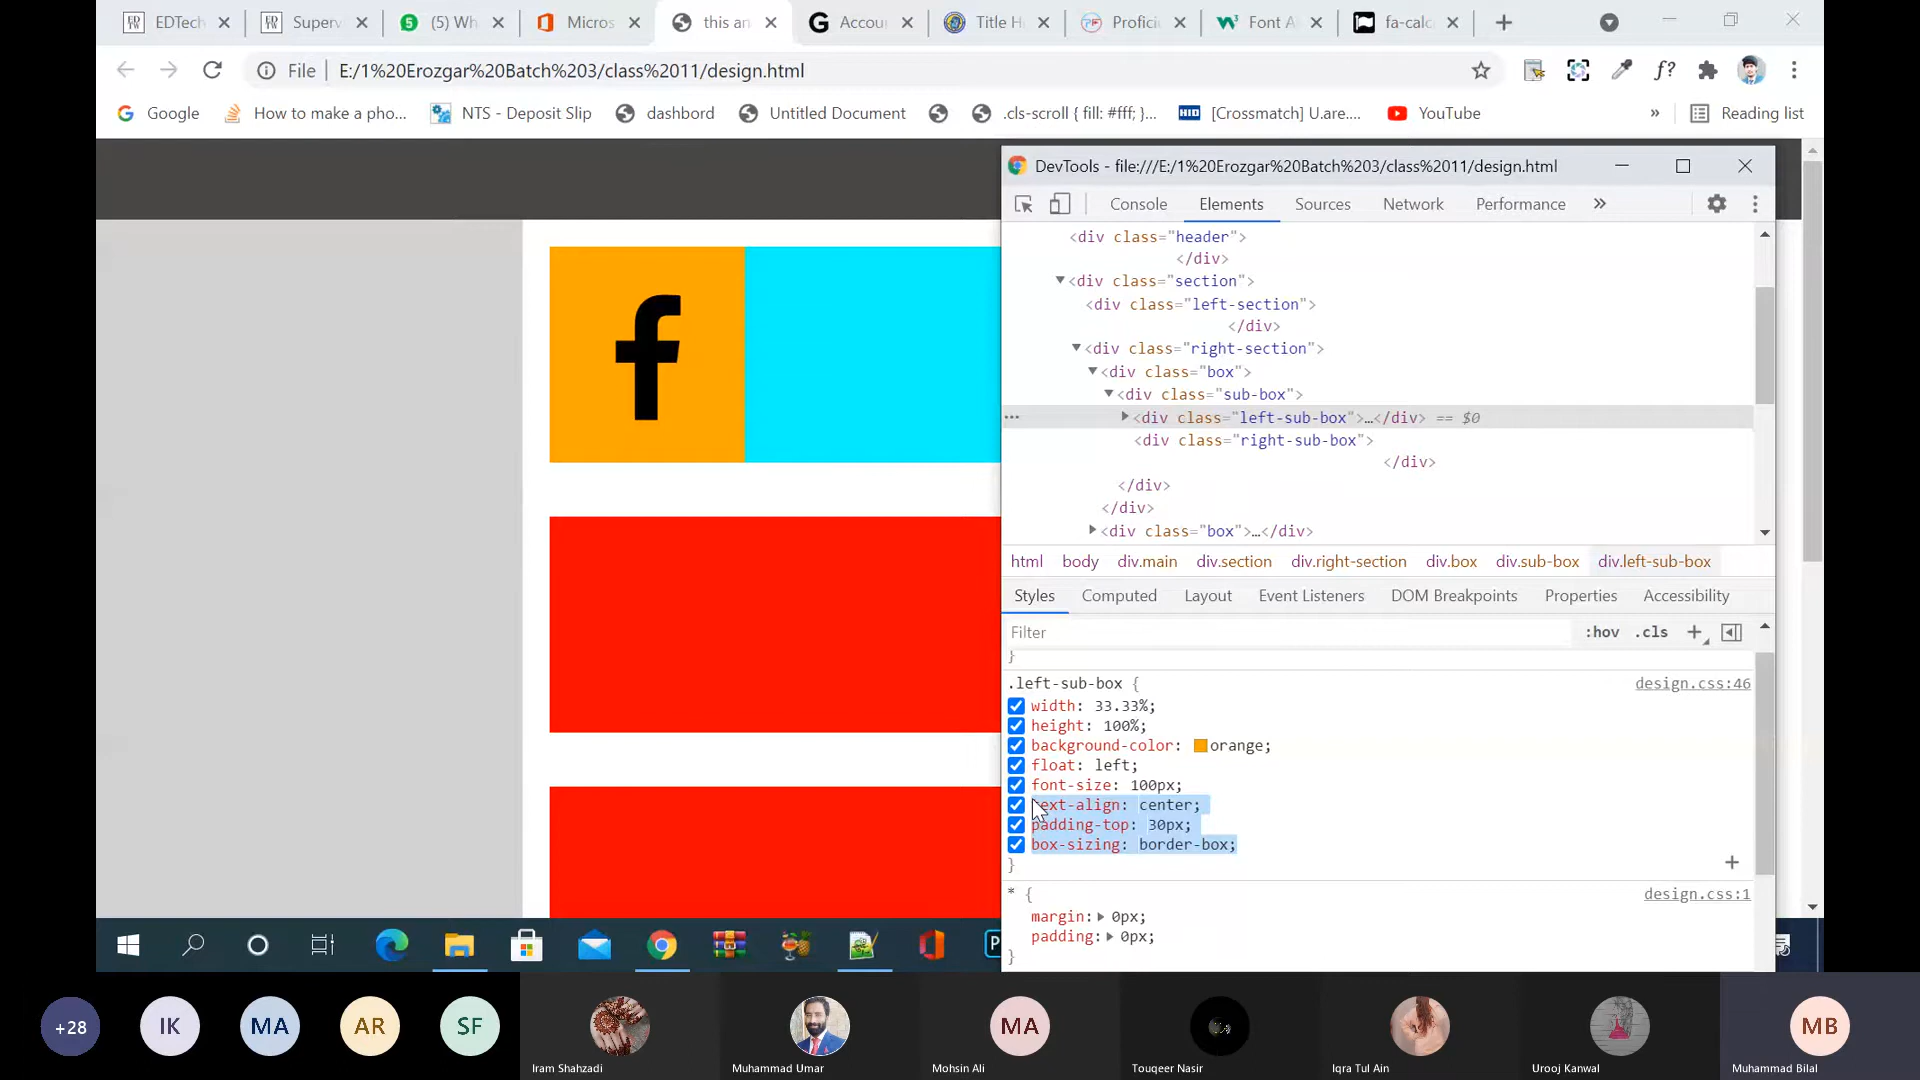 EDTech
Superv
(5) Wh
Micros
this an
Accou
Title H
Profici
Font A
fa-calc
File
E:/1%20Erozgar%20Batch%203/class%2011/design.html
f?
Google
How to make a pho...
NTS - Deposit Slip
dashbord
Untitled Document
.cls-scroll { fill: #fff; }...
HID
[Crossmatch] U.are....
YouTube
»
Reading list
DevTools - file:///E:/1%20Erozgar%20Batch%203/class%2011/design.html
Console
Elements
Sources
Network
Performance
»
<div class="header">
</div>
<div class="section">
<div class="left-section">
</div>
<div class="right-section">
<div class="box">
<div class="sub-box">
<div class="left-sub-box">…</div> == $0
<div class="right-sub-box">
</div>
</div>
</div>
<div class="box">…</div>
html body div.main div.section div.right-section div.box div.sub-box div.left-sub-box
Styles Computed Layout Event Listeners DOM Breakpoints Properties Accessibility
Filter
:hov .cls +
}
.left-sub-box {
design.css:46
width: 33.33%;
height: 100%;
background-color: orange;
float: left;
font-size: 100px;
text-align: center;
padding-top: 30px;
box-sizing: border-box;
}
* {
design.css:1
margin: 0px;
padding: 0px;
}
+28
IK
MA
AR
SF
Iram Shahzadi
Muhammad Umar
MA
Mohsin Ali
Touqeer Nasir
Iqra Tul Ain
Urooj Kanwal
MB
Muhammad Bilal